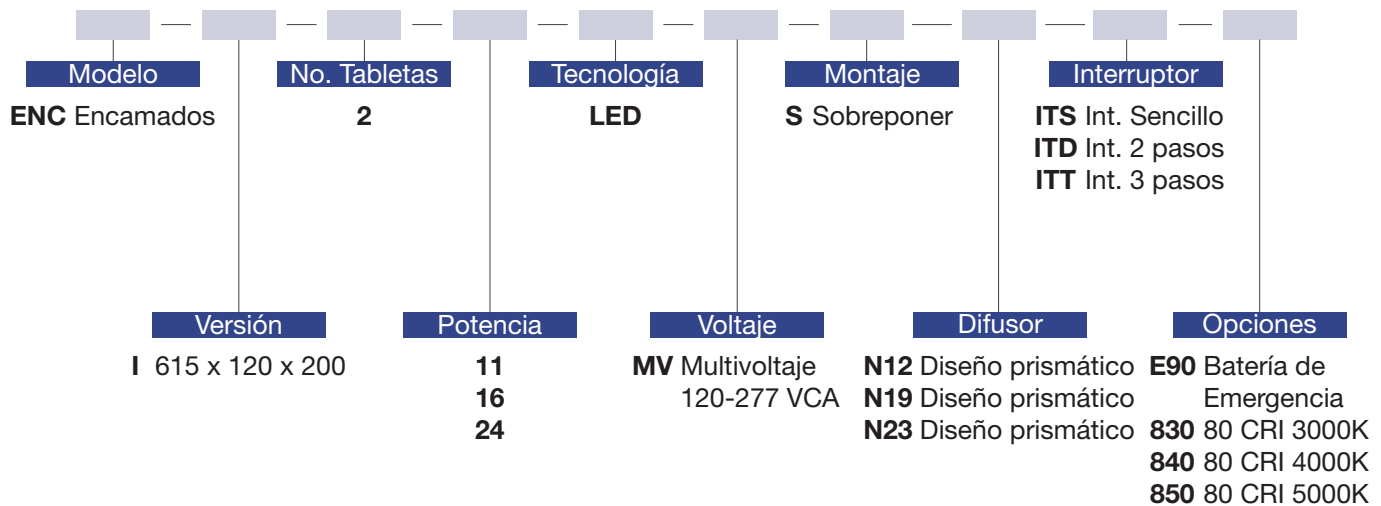 Modelo
No. Tabletas
Tecnología
Montaje
Interruptor
ENC Encamados
2
LED
S Sobreponer
ITS Int. Sencillo
ITD Int. 2 pasos
ITT Int. 3 pasos
Versión
Potencia
Voltaje
Difusor
Opciones
I 615 x 120 x 200
11
16
24
MV Multivoltaje
120-277 VCA
N12 Diseño prismático
N19 Diseño prismático
N23 Diseño prismático
E90 Batería de
Emergencia
830 80 CRI 3000K
840 80 CRI 4000K
850 80 CRI 5000K